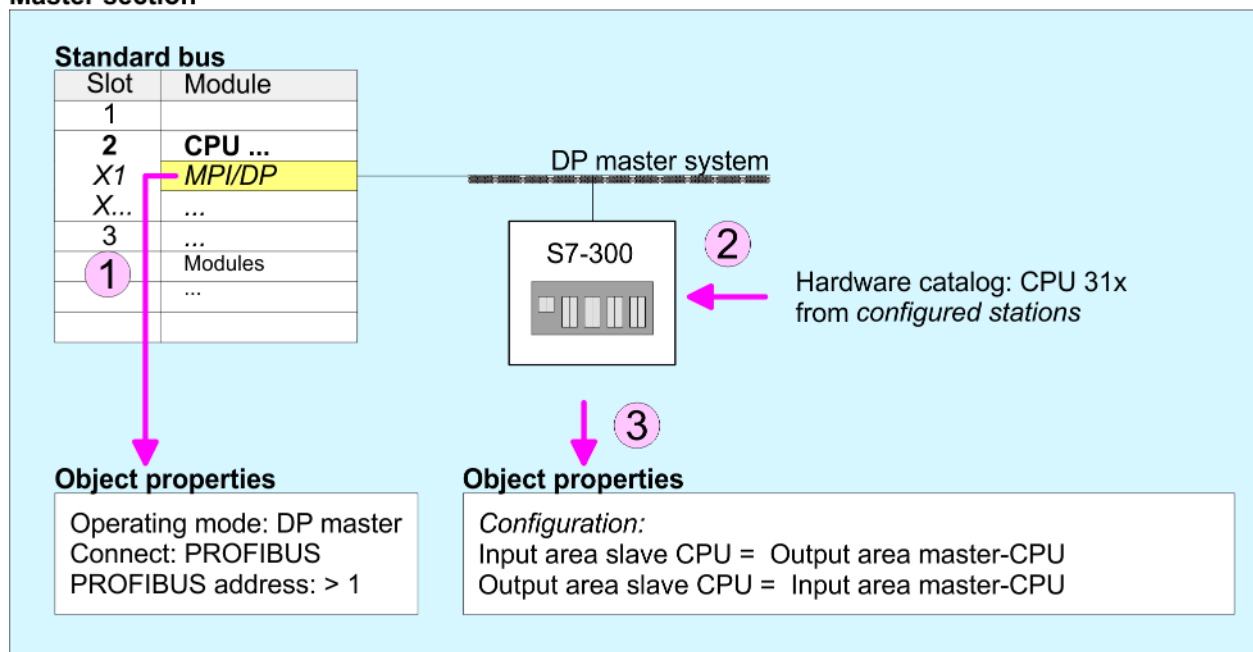 Master section
Standard bus
Slot Module
1
2 CPU ...
X1 MPI/DP
X... ...
3 ...
Modules
...
1
DP master system
S7-300
2
Hardware catalog: CPU 31x
from configured stations
3
Object properties
Operating mode: DP master
Connect: PROFIBUS
PROFIBUS address: > 1
Object properties
Configuration:
Input area slave CPU = Output area master-CPU
Output area slave CPU = Input area master-CPU